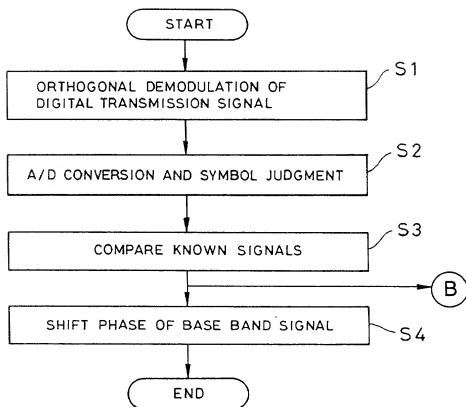 START
ORTHOGONAL DEMODULATION OF
DIGITAL TRANSMISSION SIGNAL
S1
A/D CONVERSION AND SYMBOL JUDGMENT
S2
COMPARE KNOWN SIGNALS
S3
B
SHIFT PHASE OF BASE BAND SIGNAL
S4
END